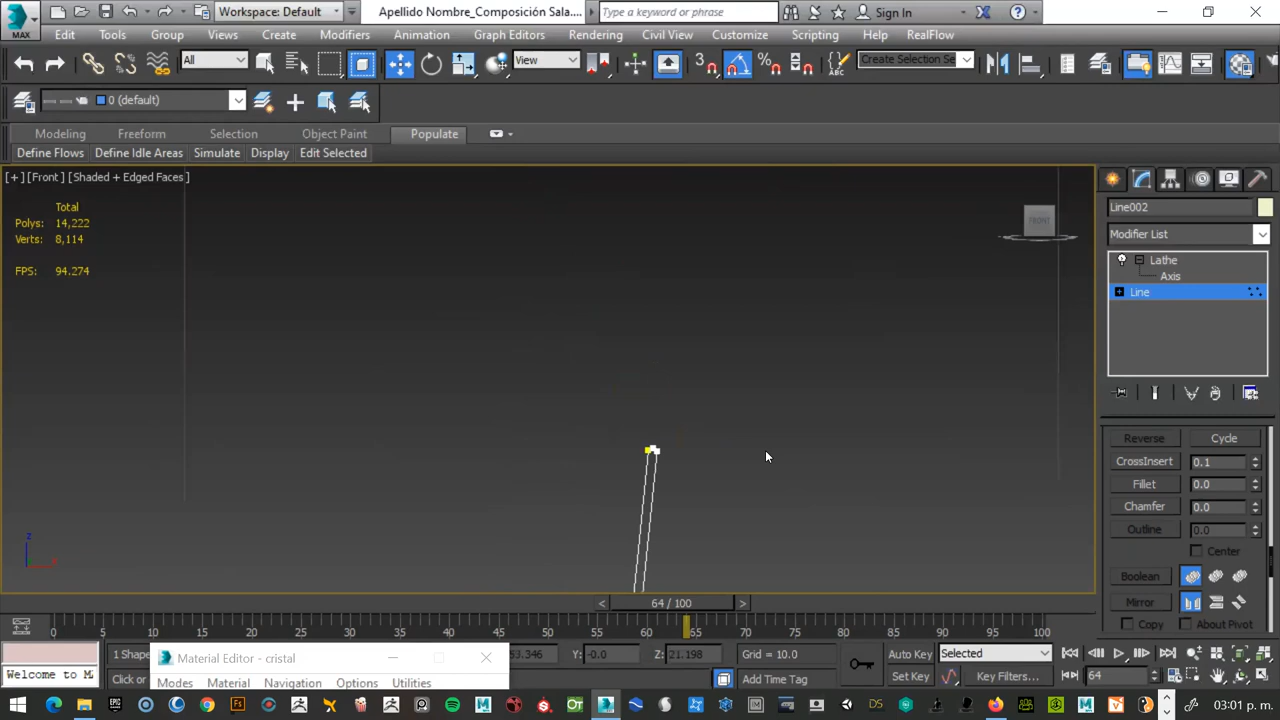 MAX
Workspace: Default
Apellido Nombre_Composición Sala....
Type a keyword or phrase
Sign In
Edit Tools Group Views Create Modifiers Animation Graph Editors Rendering Civil View Customize Scripting Help RealFlow
All
View
3
Create Selection Se
0 (default)
Modeling Freeform Selection Object Paint Populate
Define Flows Define Idle Areas Simulate Display Edit Selected
[+] [Front] [Shaded + Edged Faces]
Total
Polys: 14,222
Verts: 8,114
FPS: 94.274
FRONT
z
Line002
Modifier List
Lathe
Axis
Line
Reverse Cycle
CrossInsert 0.1
Fillet 0.0
Chamfer 0.0
Outline 0.0
Center
Boolean
Mirror
Copy About Pivot
< 64 / 100 >
0 5 10 15 20 25 30 35 40 45 50 55 60 65 70 75 80 85 90 95 100
Welcome to M
1 Shape
Click or
Material Editor - cristal
Modes Material Navigation Options Utilities
53.346 Y: -0.0 Z: 21.198 Grid = 10.0
Add Time Tag
Auto Key Selected
Set Key Key Filters... 64
03:01 p. m.